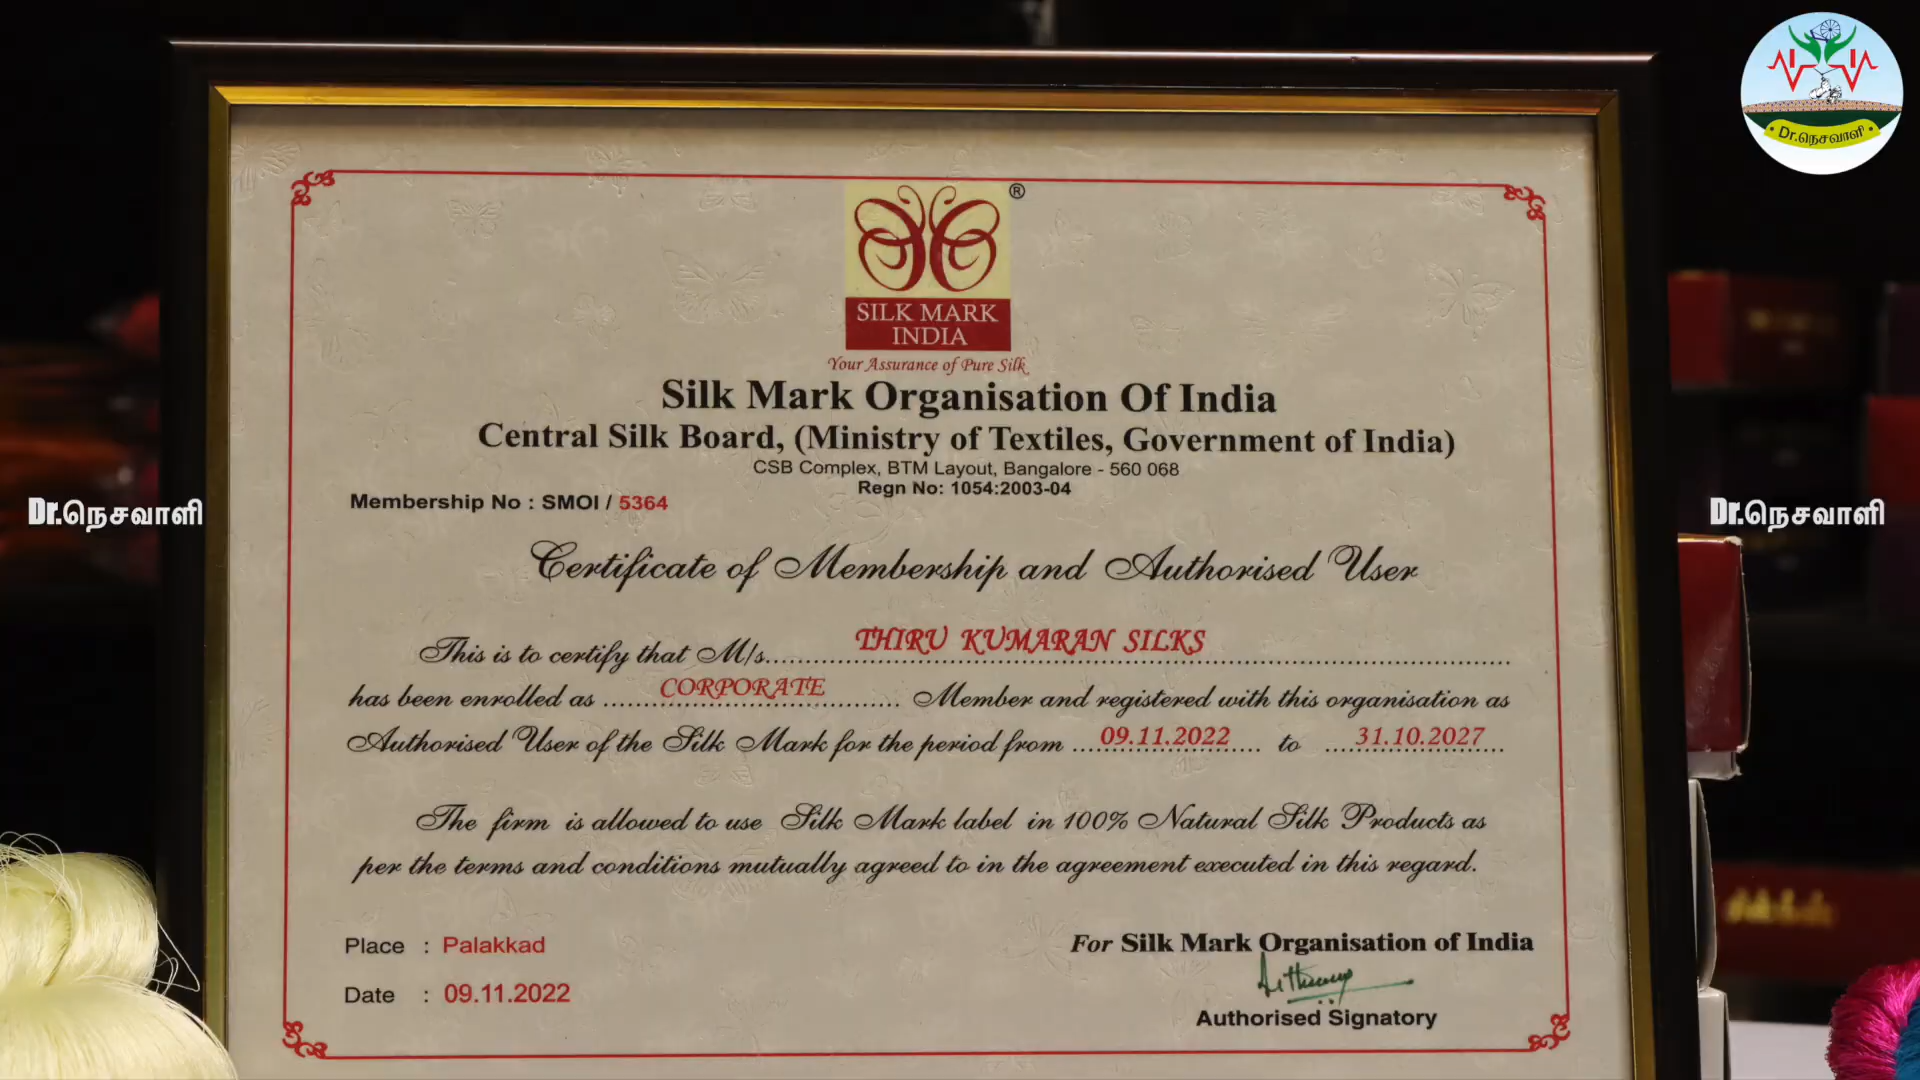 Dr.நெசவாளி
®
SILK MARK
INDIA
Your Assurance of Pure Silk
Silk Mark Organisation Of India
Central Silk Board, (Ministry of Textiles, Government of India)
CSB Complex, BTM Layout, Bangalore - 560 068
Regn No: 1054:2003-04
Membership No : SMOI / 5364
Dr.நெசவாளி
Dr.நெசவாளி
Certificate of Membership and Authorised User
This is to certify that M/s. THIRU KUMARAN SILKS
has been enrolled as CORPORATE Member and registered with this organisation as
Authorised User of the Silk Mark for the period from 09.11.2022 to 31.10.2027
The firm is allowed to use Silk Mark label in 100% Natural Silk Products as
per the terms and conditions mutually agreed to in the agreement executed in this regard.
Place : Palakkad
Date : 09.11.2022
For Silk Mark Organisation of India
Authorised Signatory